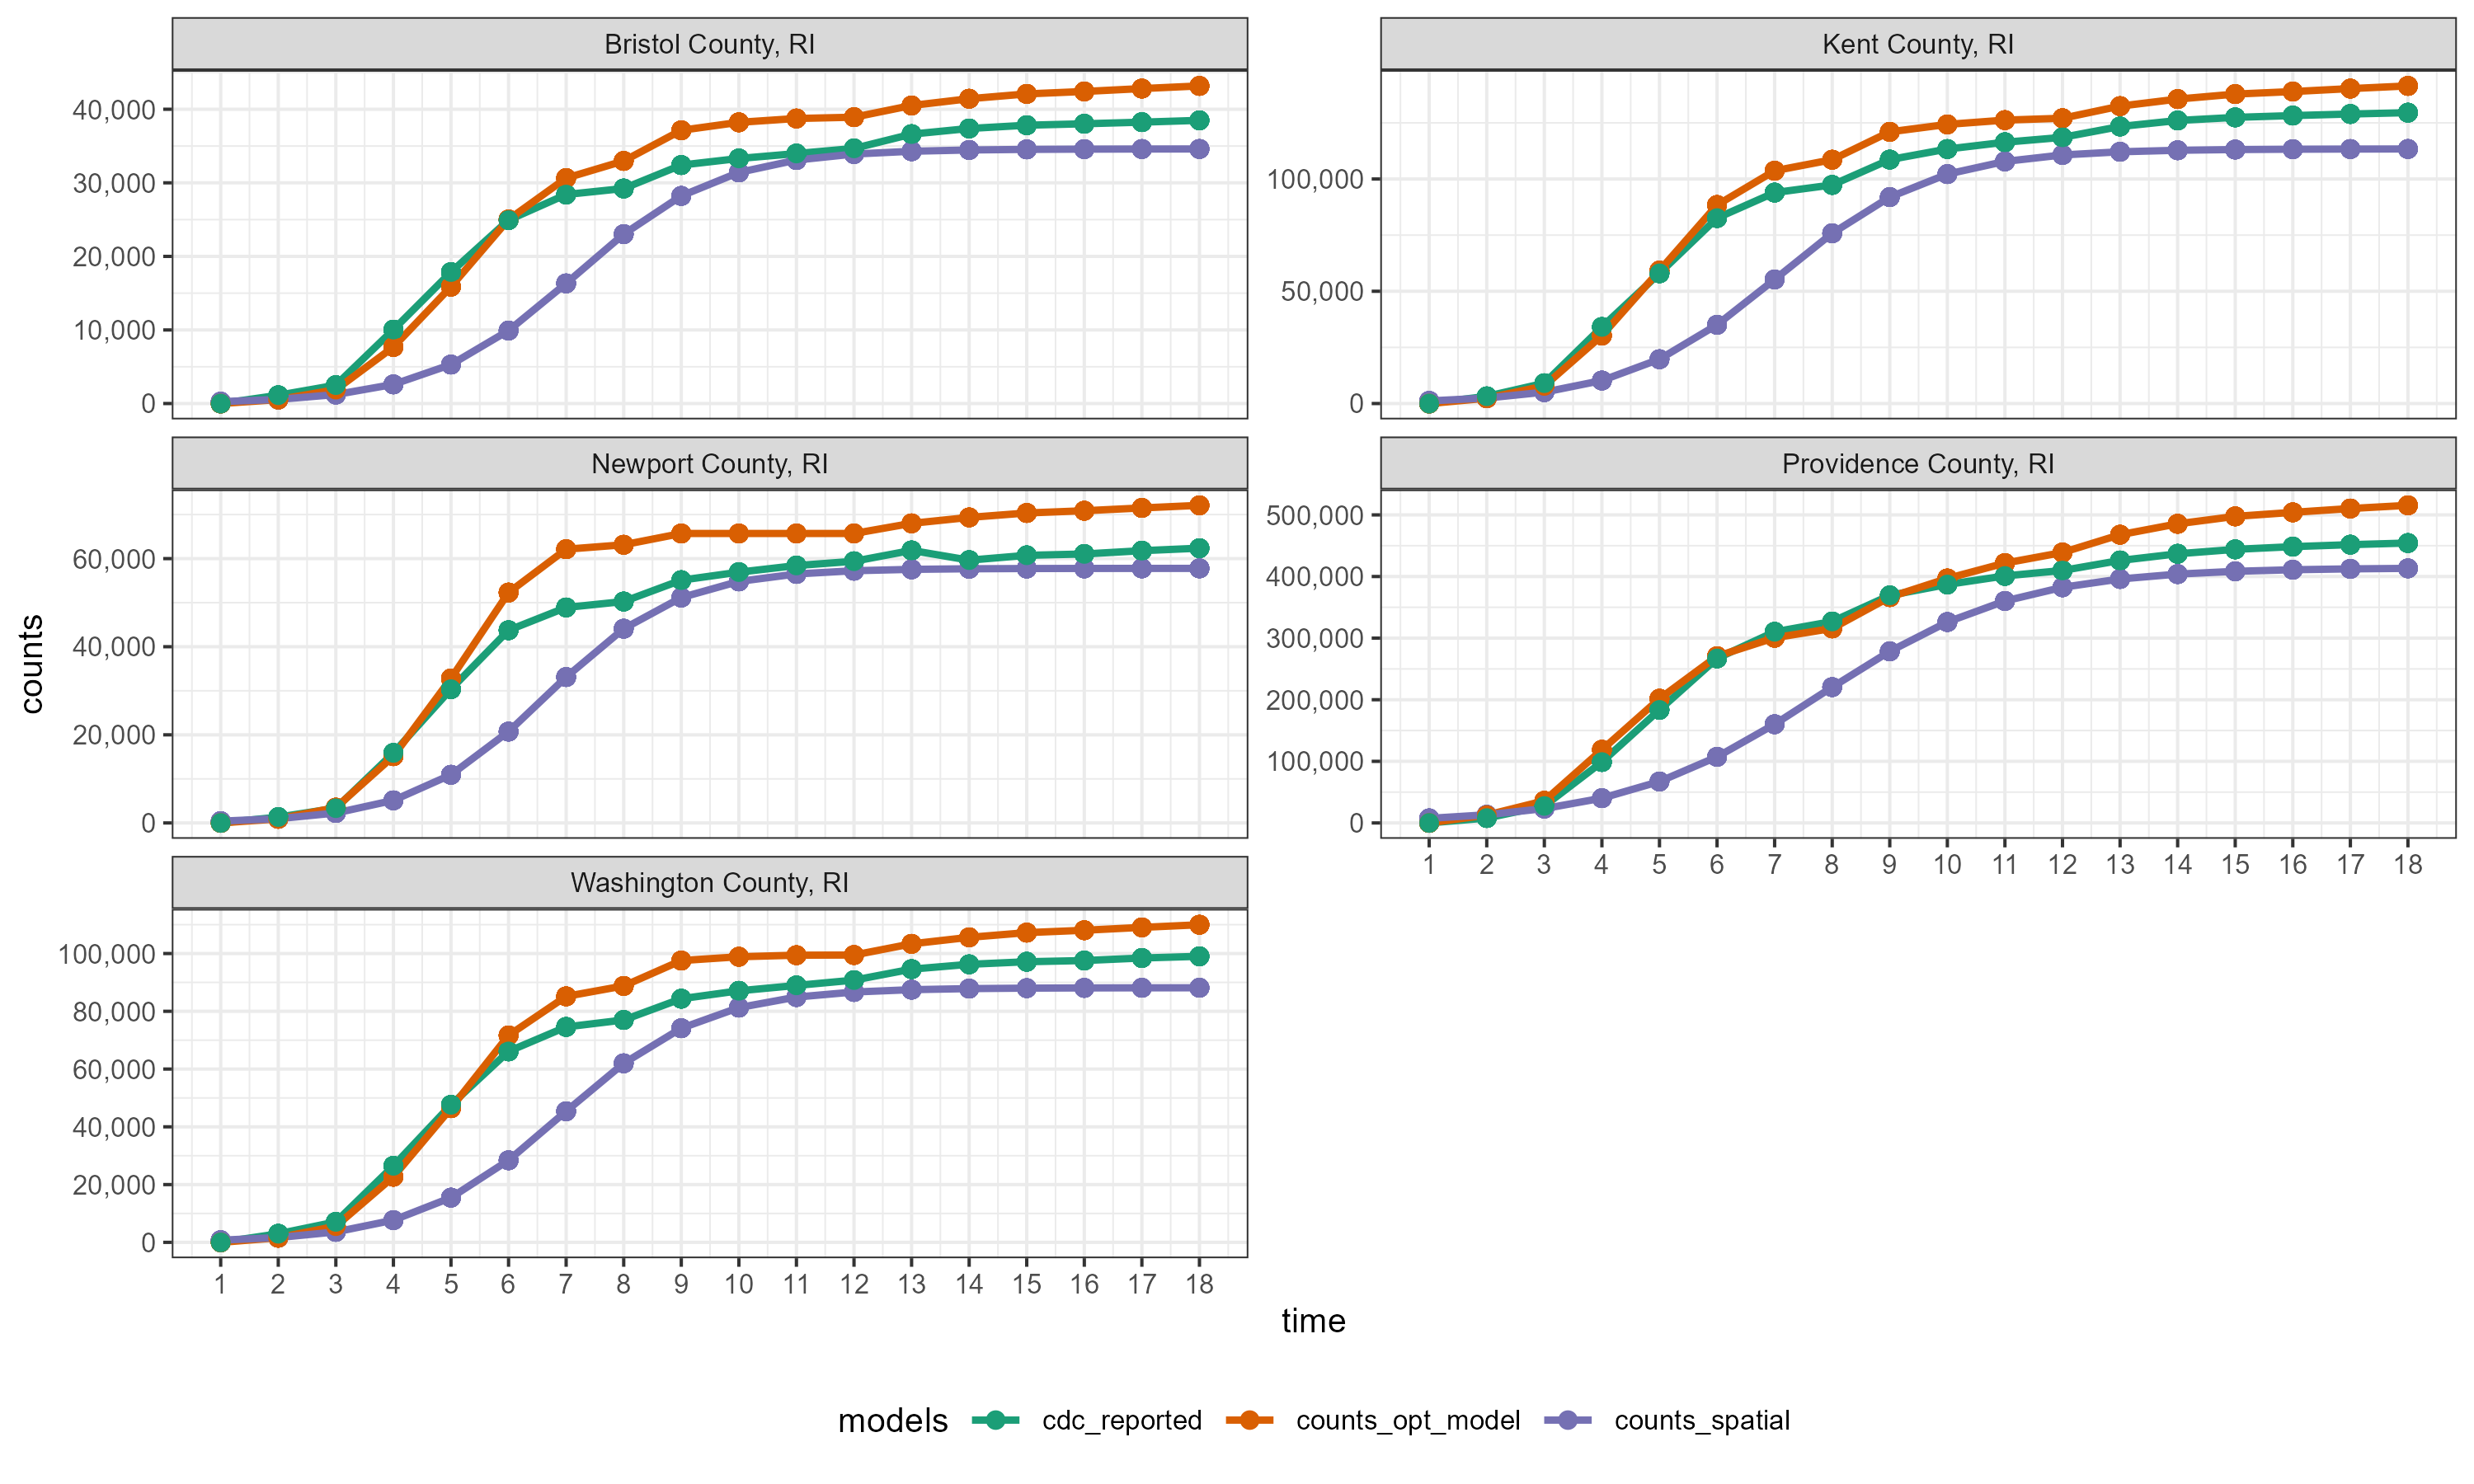 Bristol County, RI
40,000
30,000
20,000
10,000
0
Kent County, RI
100,000
50,000
0
Newport County, RI
60,000
40,000
20,000
0
Providence County, RI
500,000
400,000
300,000
200,000
100,000
0
1 2 3 4 5 6 7 8 9 10 11 12 13 14 15 16 17 18
Washington County, RI
100,000
80,000
60,000
40,000
20,000
0
1 2 3 4 5 6 7 8 9 10 11 12 13 14 15 16 17 18
counts
time
models cdc_reported counts_opt_model counts_spatial